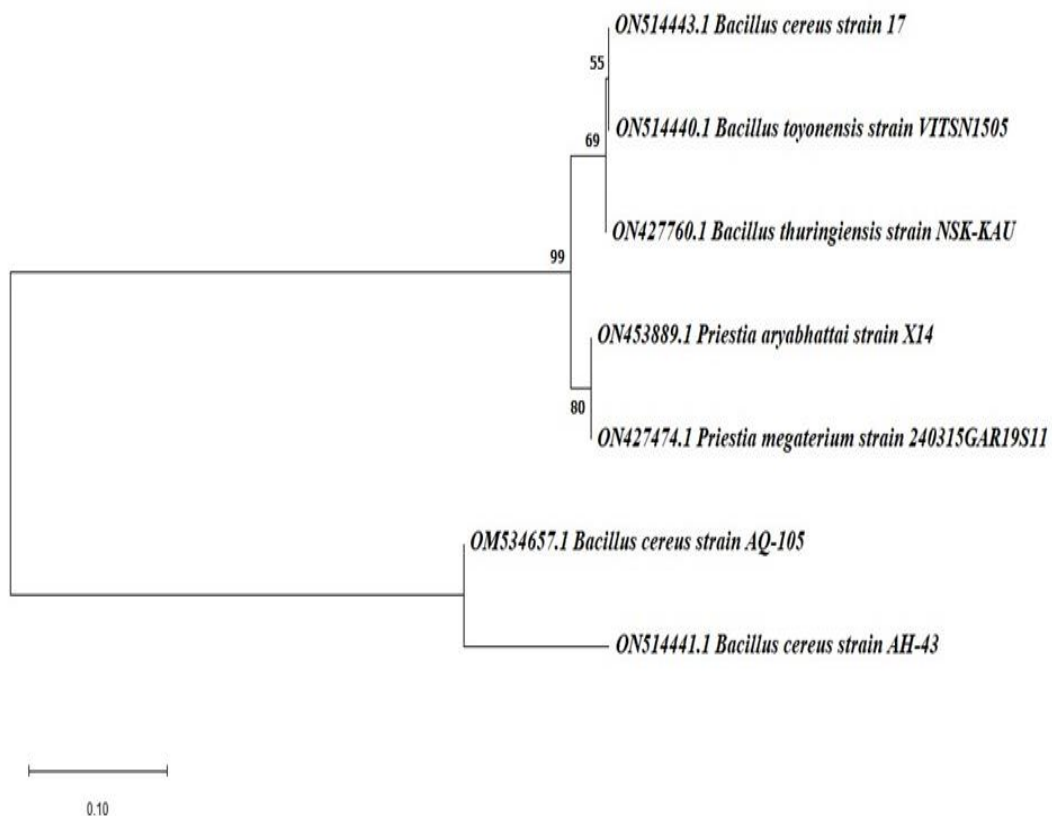 ON514443.1 Bacillus cereus strain 17
55
ON514440.1 Bacillus toyonensis strain VITSN1505
69
ON427760.1 Bacillus thuringiensis strain NSK-KAU
99
ON453889.1 Priestia aryabhattai strain X14
80
ON427474.1 Priestia megaterium strain 240315GAR19S11
OM534657.1 Bacillus cereus strain AQ-105
ON514441.1 Bacillus cereus strain AH-43
0.10